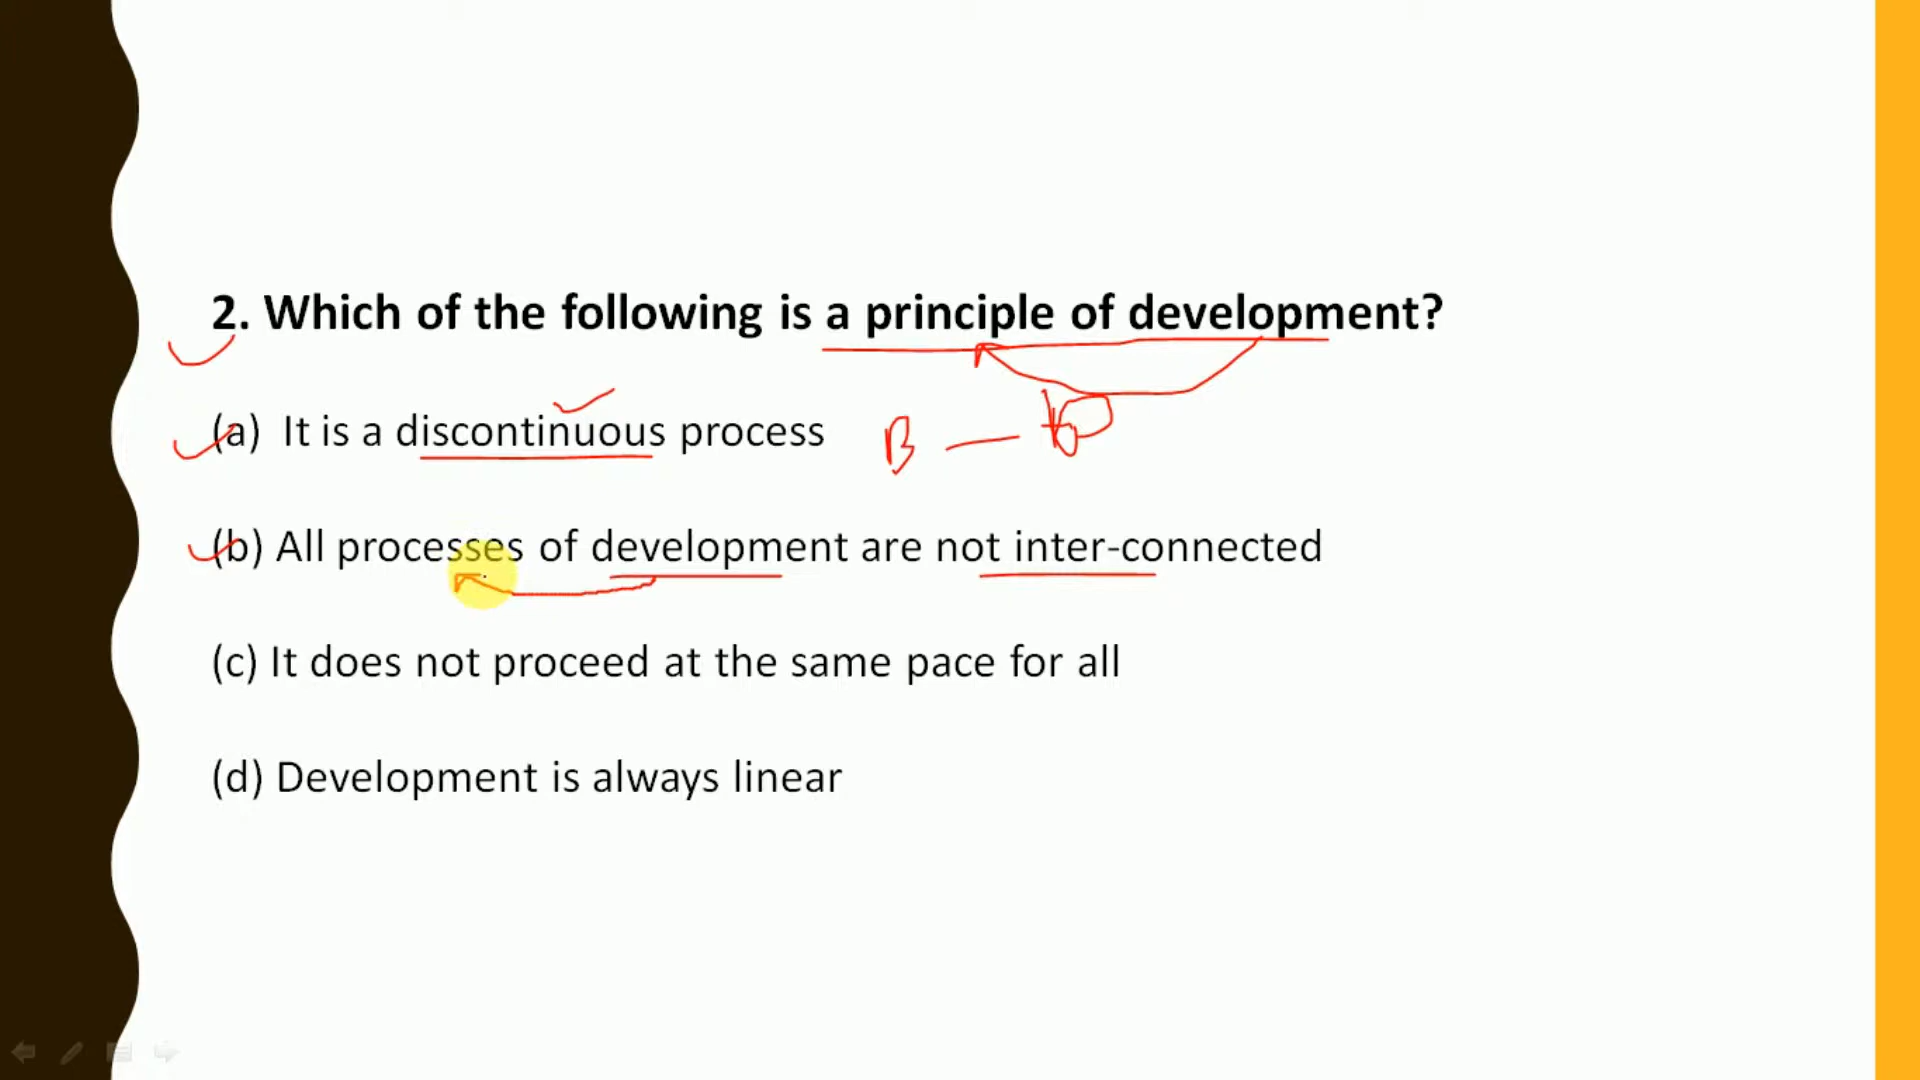 2. Which of the following is a principle of development?
(a) It is a discontinuous process B —
(b) All processes of development are not inter-connected
(c) It does not proceed at the same pace for all
(d) Development is always linear